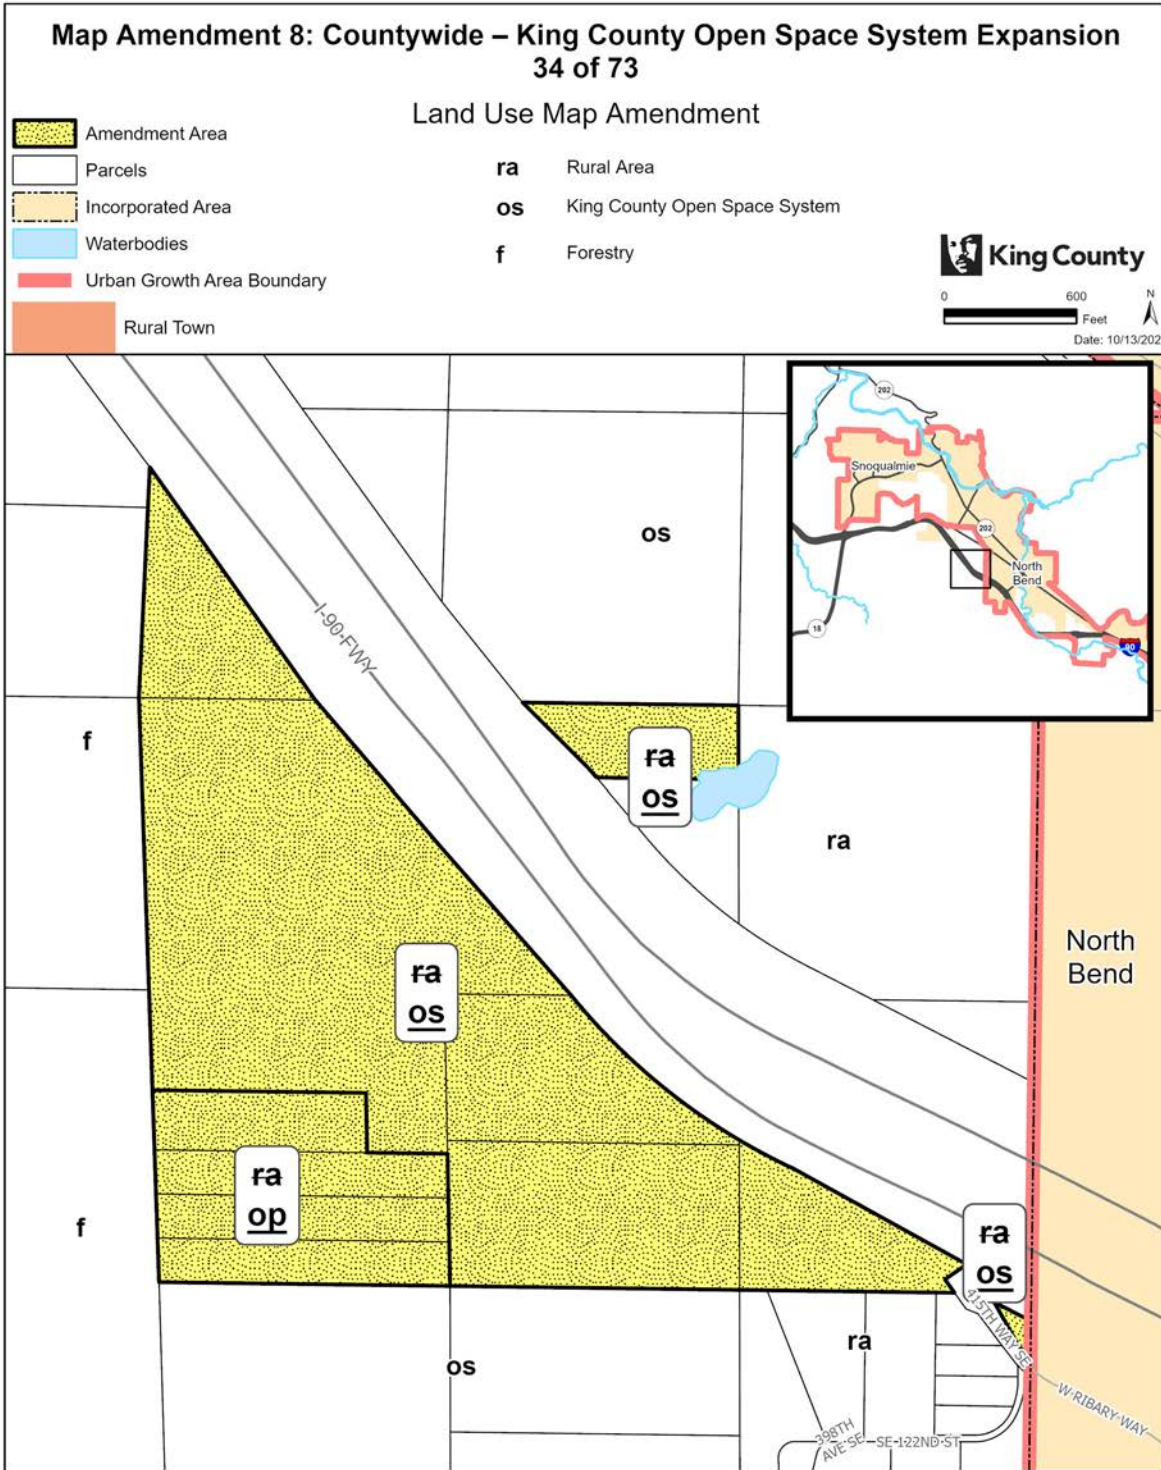 Map Amendment 8: Countywide – King County Open Space System Expansion
34 of 73
Land Use Map Amendment
Amendment Area
Parcels
Incorporated Area
Waterbodies
Urban Growth Area Boundary
Rural Town
ra Rural Area
os King County Open Space System
f Forestry
King County
0 600
Feet
N
Date: 10/13/202
202
Snoqualmie
202
North
Bend
18
90
os
I-90-FWY
f
ra
os
ra
North
Bend
ra
os
ra
op
f
ra
os
415TH WAY SE
ra
os
W RIBARY WAY
398TH
AVE SE
SE 122ND ST